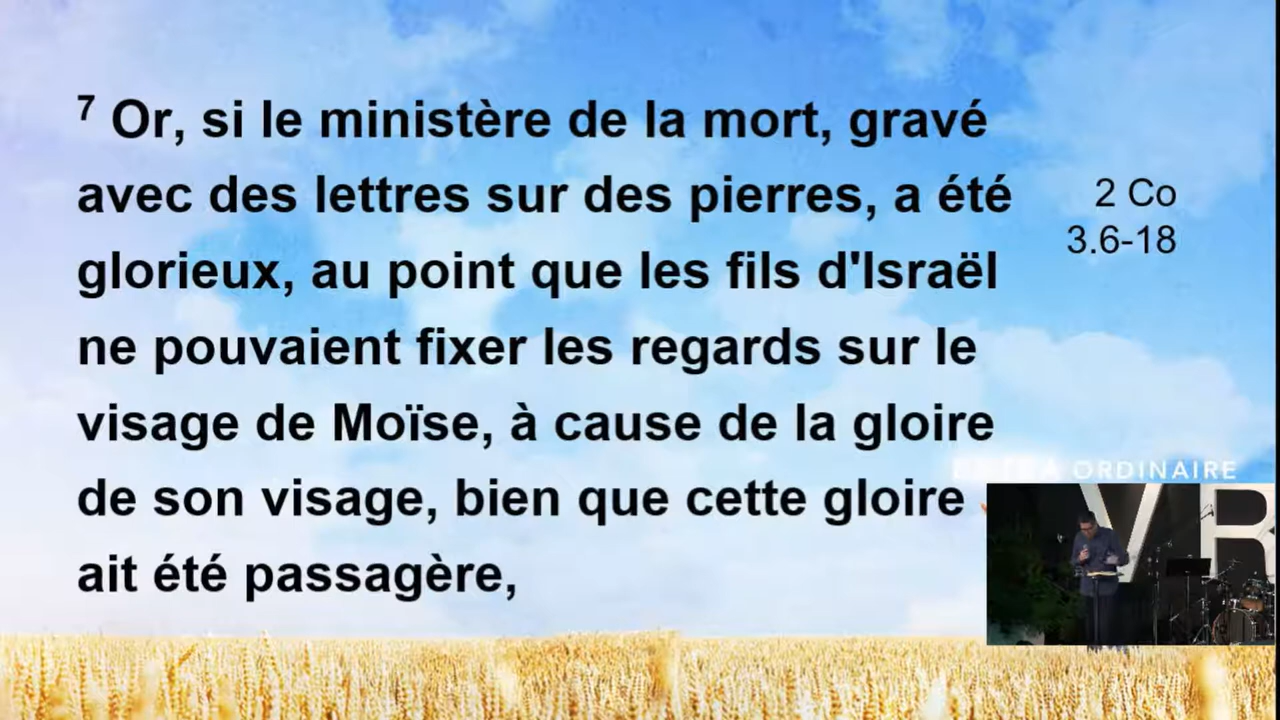 7 Or, si le ministère de la mort, gravé
avec des lettres sur des pierres, a été
glorieux, au point que les fils d'Israël
ne pouvaient fixer les regards sur le
visage de Moïse, à cause de la gloire
de son visage, bien que cette gloire
ait été passagère,
2 Co
3.6-18
ORDINAIRE
VR